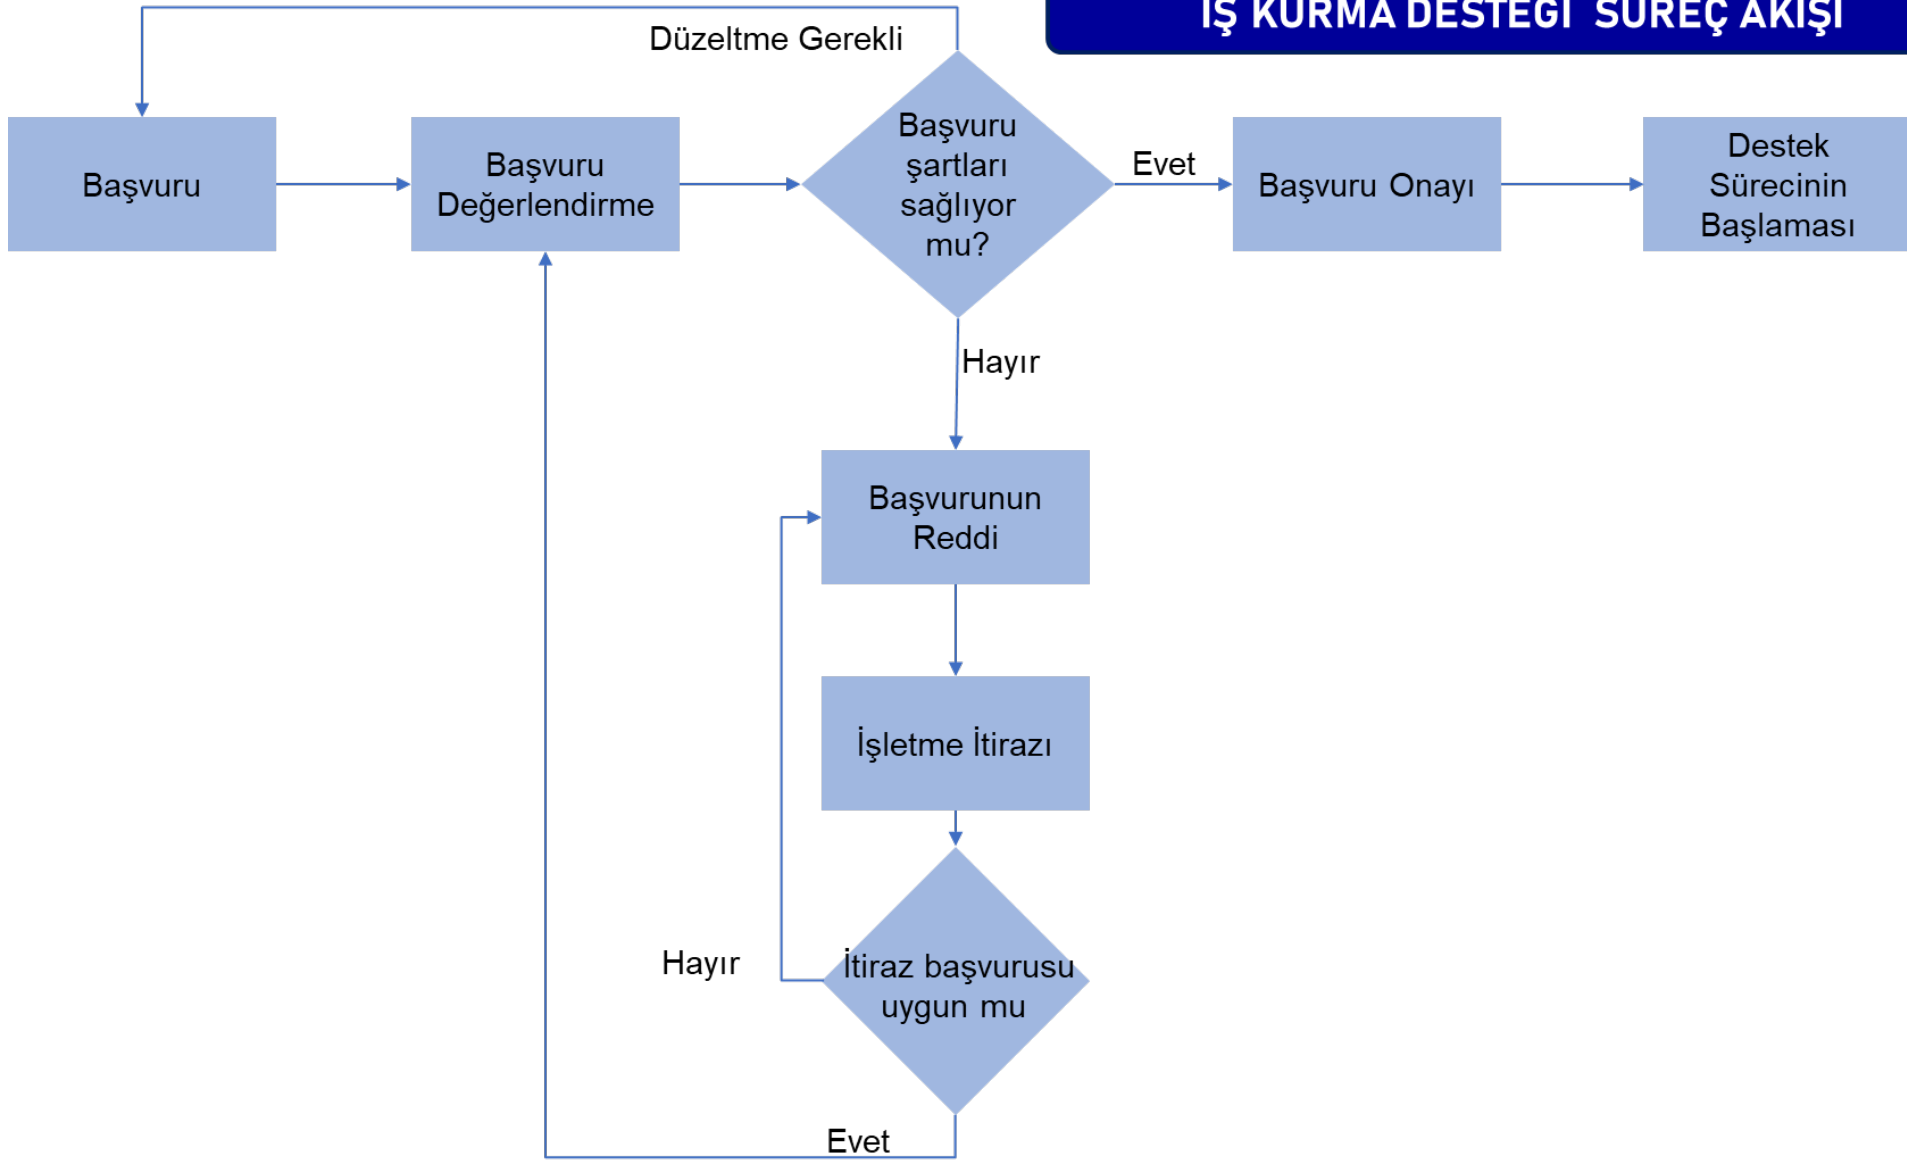 İŞ KURMA DESTEĞİ SÜREÇ AKIŞI
Düzeltme Gerekli
Başvuru
Başvuru
Değerlendirme
Başvuru
şartları
sağlıyor
mu?
Evet
Başvuru Onayı
Destek
Sürecinin
Başlaması
Hayır
Başvurunun
Reddi
İşletme İtirazı
Hayır
İtiraz başvurusu
uygun mu
Evet